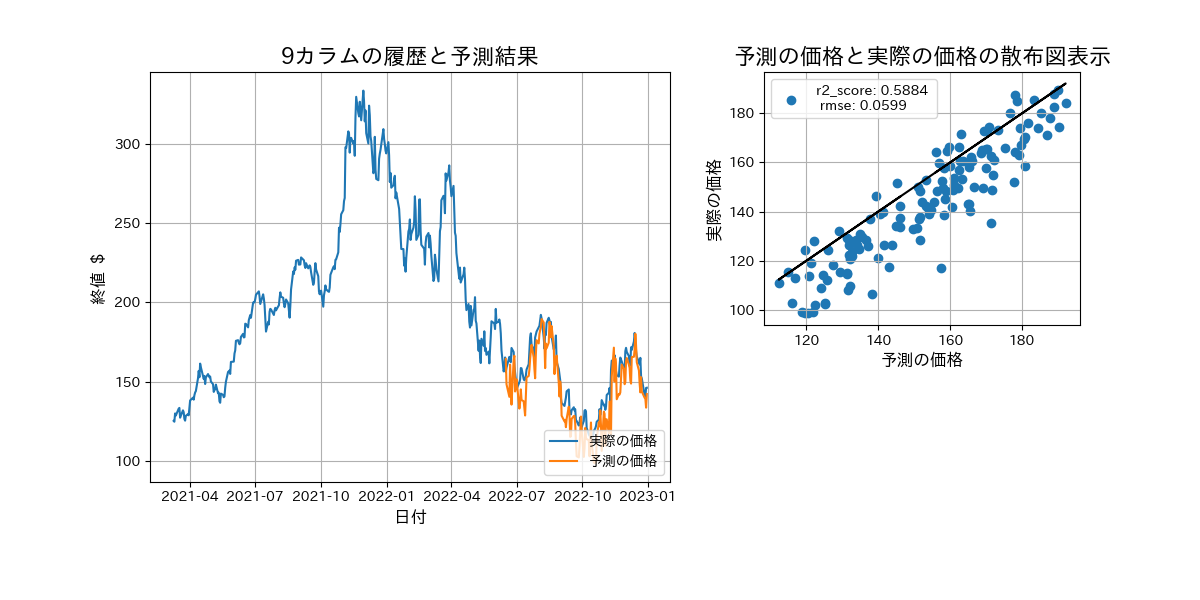 9カラムの履歴と予測結果
終値 $
300
250
200
150
100
2021-04 2021-07 2021-10 2022-01 2022-04 2022-07 2022-10 2023-01
日付
実際の価格
予測の価格
予測の価格と実際の価格の散布図表示
r2_score: 0.5884
rmse: 0.0599
実際の価格
180
160
140
120
100
120 140 160 180
予測の価格